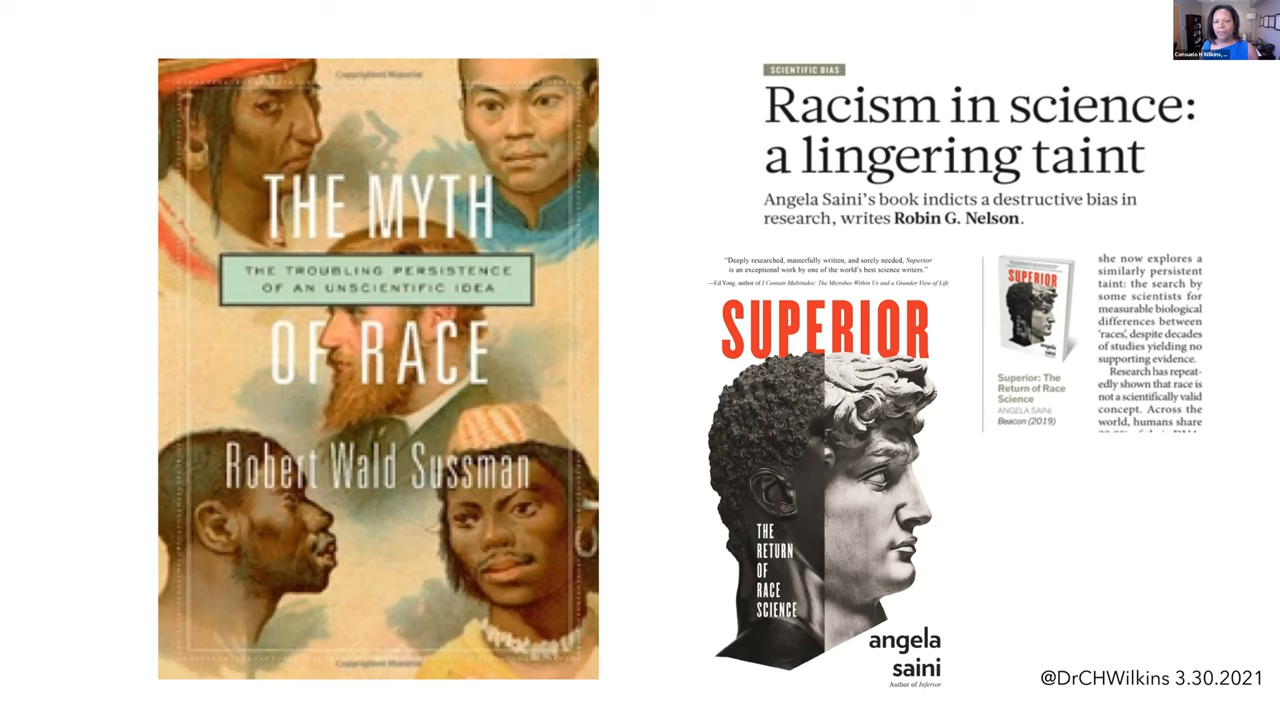 Copyrighted Material
THE MYTH
THE TROUBLING PERSISTENCE
OF AN UNSCIENTIFIC IDEA
OF RACE
Robert Wald Sussman
Copyrighted Material
SCIENTIFIC BIAS
Racism in science:
a lingering taint
Angela Saini’s book indicts a destructive bias in
research, writes Robin G. Nelson.
“Deeply researched, masterfully written, and sorely needed, Superior
is an exceptional work by one of the world’s best science writers.”
—Ed Yong, author of I Contain Multitudes: The Microbes Within Us and a Grander View of Life
SUPERIOR
THE
RETURN
OF
RACE
SCIENCE
angela
saini
Author of Inferior
SUPERIOR
angela
saini
Superior: The
Return of Race
Science
ANGELA SAINI
Beacon (2019)
she now explores a
similarly persistent
taint: the search by
some scientists for
measurable biological
differences between
‘races’, despite decades
of studies yielding no
supporting evidence.
Research has repeat-
edly shown that race is
not a scientifically valid
concept. Across the
world, humans share
Consuelo H Wilkins, ...
@DrCHWilkins 3.30.2021